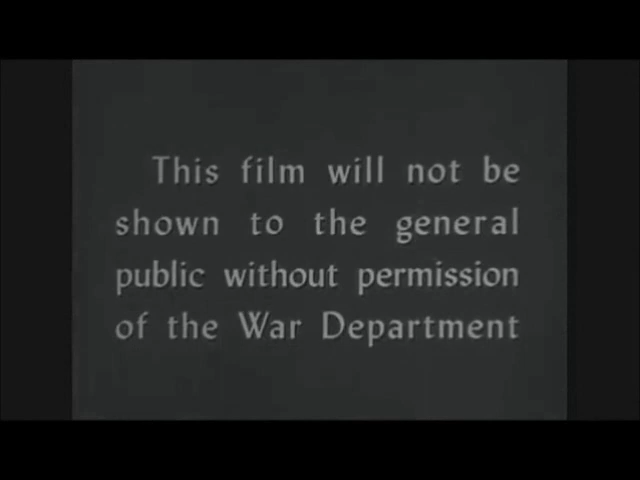 This film will not be
shown to the general
public without permission
of the War Department